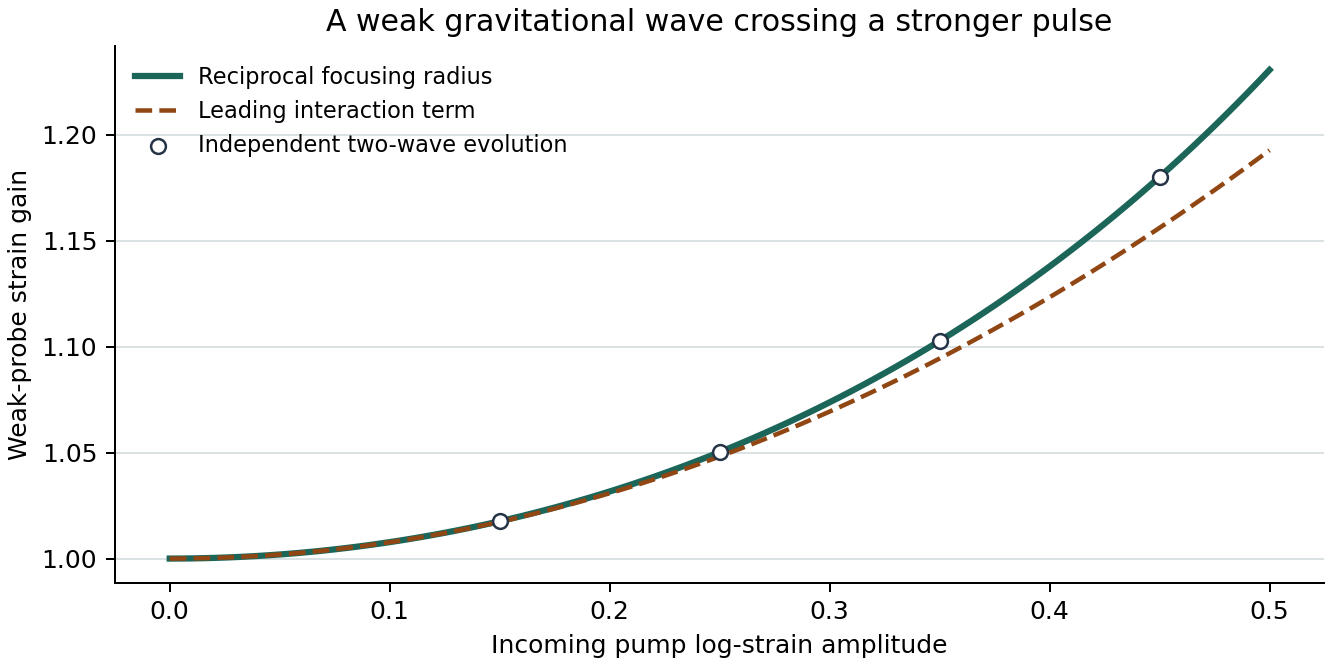 A weak gravitational wave crossing a stronger pulse
Reciprocal focusing radius
Leading interaction term
Independent two-wave evolution
Weak-probe strain gain
1.20
1.15
1.10
1.05
1.00
0.0 0.1 0.2 0.3 0.4 0.5
Incoming pump log-strain amplitude